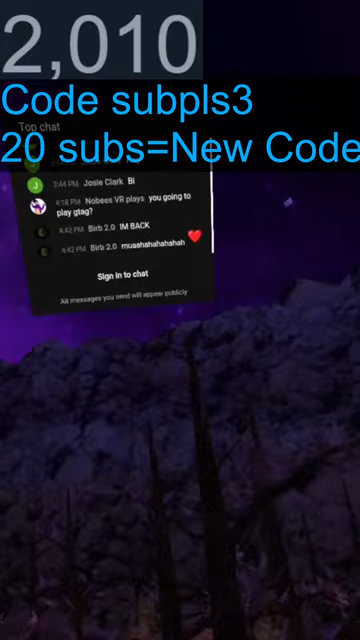 2,010
Code subpls3
Top chat
20 subs=New Code
J 3:44 PM Josie Clark Bi
4:18 PM Nobees VR plays you going to
play gtag?
4:42 PM Birb 2.0 IM BACK
4:42 PM Birb 2.0 muaahahahahahah
Sign in to chat
All messages you send will appear publicly